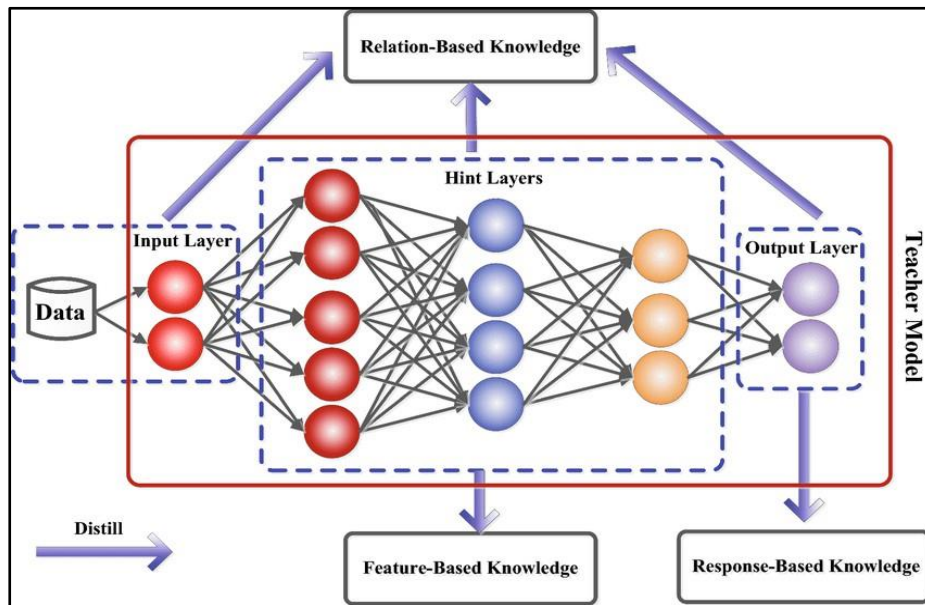 Relation-Based Knowledge
Hint Layers
Input Layer
Output Layer
Data
Teacher Model
Distill
Feature-Based Knowledge
Response-Based Knowledge